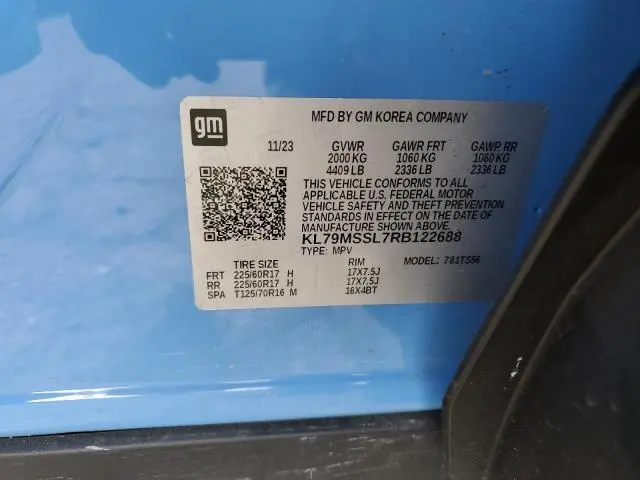 gm
MFD BY GM KOREA COMPANY
11/23 GVWR GAWR FRT GAWR RR
2000 KG 1060 KG 1060 KG
4409 LB 2336 LB 2336 LB
THIS VEHICLE CONFORMS TO ALL
APPLICABLE U.S. FEDERAL MOTOR
VEHICLE SAFETY AND THEFT PREVENTION
STANDARDS IN EFFECT ON THE DATE OF
MANUFACTURE SHOWN ABOVE.
KL79MSSL7RB122688
TYPE: MPV MODEL: 781TS56
TIRE SIZE RIM
FRT 225/60R17 H 17X7.5J
RR 225/60R17 H 17X7.5J
SPA T125/70R16 M 16X4BT